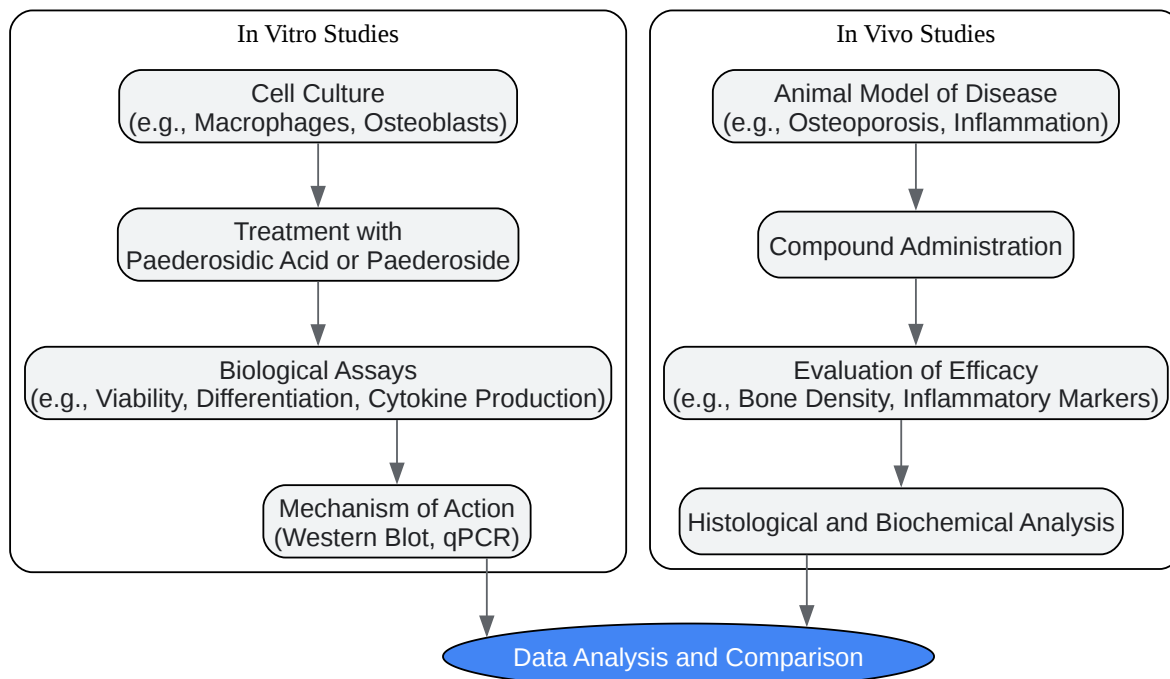 In Vitro Studies
Cell Culture
(e.g., Macrophages, Osteoblasts)
Treatment with
Paederosidic Acid or Paederoside
Biological Assays
(e.g., Viability, Differentiation, Cytokine Production)
Mechanism of Action
(Western Blot, qPCR)
In Vivo Studies
Animal Model of Disease
(e.g., Osteoporosis, Inflammation)
Compound Administration
Evaluation of Efficacy
(e.g., Bone Density, Inflammatory Markers)
Histological and Biochemical Analysis
Data Analysis and Comparison